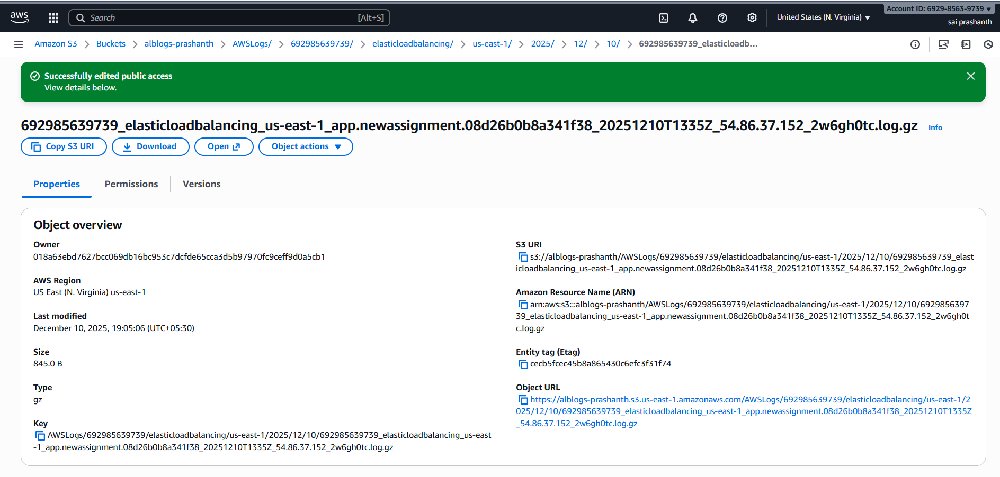 aws
Search
[Alt+S]
United States (N. Virginia)
Account ID: 6929-8563-9739
sai prashanth
Amazon S3
Buckets
alblogs-prashanth
AWSLogs/
692985639739/
elasticloadbalancing/
us-east-1/
2025/
12/
10/
692985639739_elasticloadb...
Successfully edited public access
View details below.
692985639739_elasticloadbalancing_us-east-1_app.newassignment.08d26b0b8a341f38_20251210T1335Z_54.86.37.152_2w6gh0tc.log.gz
Info
Copy S3 URI
Download
Open
Object actions
Properties
Permissions
Versions
Object overview
Owner
018a63ebd7627bcc069db16bc953c7dcfde65cca3d5b97970fc9ceff9d0a5cb1
AWS Region
US East (N. Virginia) us-east-1
Last modified
December 10, 2025, 19:05:06 (UTC+05:30)
Size
845.0 B
Type
gz
Key
AWSLogs/692985639739/elasticloadbalancing/us-east-1/2025/12/10/692985639739_elasticloadbalancing_us-east
-1_app.newassignment.08d26b0b8a341f38_20251210T1335Z_54.86.37.152_2w6gh0tc.log.gz
S3 URI
s3://alblogs-prashanth/AWSLogs/692985639739/elasticloadbalancing/us-east-1/2025/12/10/692985639739_elast
icloadbalancing_us-east-1_app.newassignment.08d26b0b8a341f38_20251210T1335Z_54.86.37.152_2w6gh0tc.log.gz
Amazon Resource Name (ARN)
arn:aws:s3:::alblogs-prashanth/AWSLogs/692985639739/elasticloadbalancing/us-east-1/2025/12/10/6929856397
39_elasticloadbalancing_us-east-1_app.newassignment.08d26b0b8a341f38_20251210T1335Z_54.86.37.152_2w6gh0t
c.log.gz
Entity tag (Etag)
cecb5fcec45b8a865430c6efc3f31f74
Object URL
https://alblogs-prashanth.s3.us-east-1.amazonaws.com/AWSLogs/692985639739/elasticloadbalancing/us-east-1/2
025/12/10/692985639739_elasticloadbalancing_us-east-1_app.newassignment.08d26b0b8a341f38_20251210T1335Z
_54.86.37.152_2w6gh0tc.log.gz